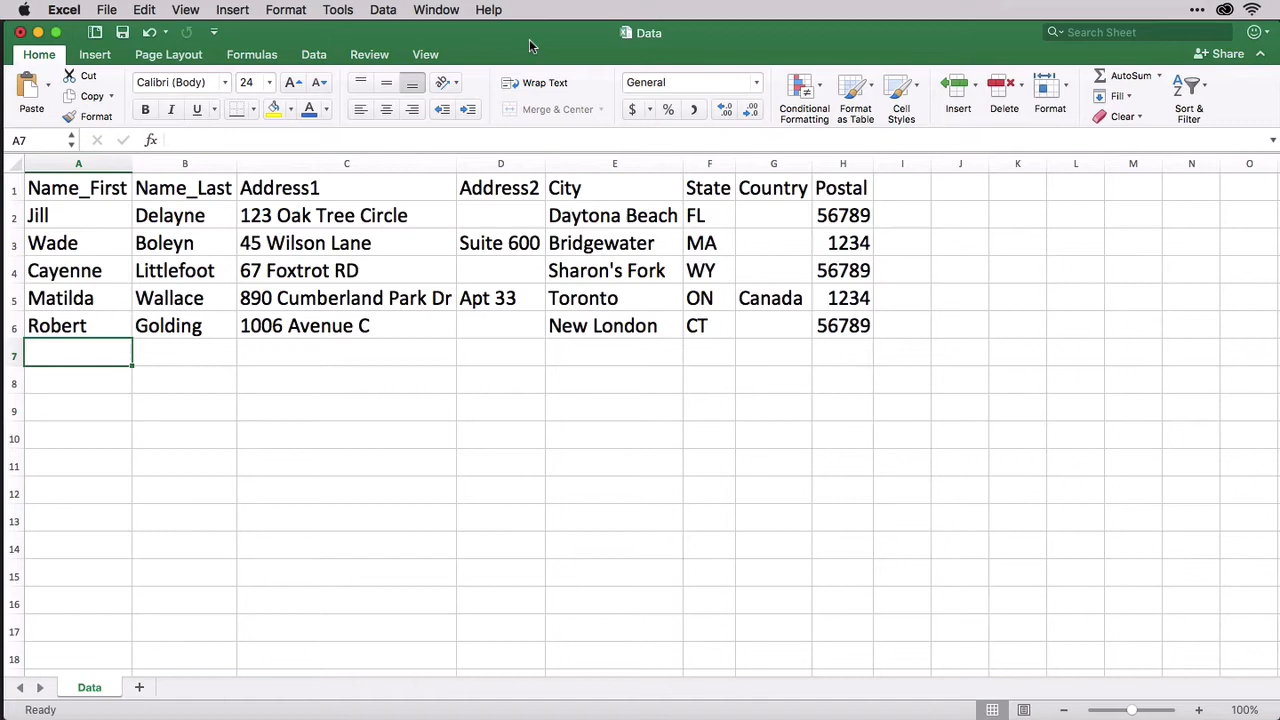 Excel File Edit View Insert Format Tools Data Window Help
Data
Search Sheet
Home Insert Page Layout Formulas Data Review View
Share
Paste
Cut
Copy
Format
Calibri (Body) 24 A A
B I U A
Wrap Text
Merge & Center
General
$ % )
Conditional Formatting
Format as Table
Cell Styles
Insert
Delete
Format
AutoSum
Fill
Clear
Sort & Filter
A7 fx
A B C D E F G H I J K L M N O
1 Name_First Name_Last Address1 Address2 City State Country Postal
2 Jill Delayne 123 Oak Tree Circle Daytona Beach FL 56789
3 Wade Boleyn 45 Wilson Lane Suite 600 Bridgewater MA 1234
4 Cayenne Littlefoot 67 Foxtrot RD Sharon's Fork WY 56789
5 Matilda Wallace 890 Cumberland Park Dr Apt 33 Toronto ON Canada 1234
6 Robert Golding 1006 Avenue C New London CT 56789
7
8
9
10
11
12
13
14
15
16
17
18
Data
Ready 100%